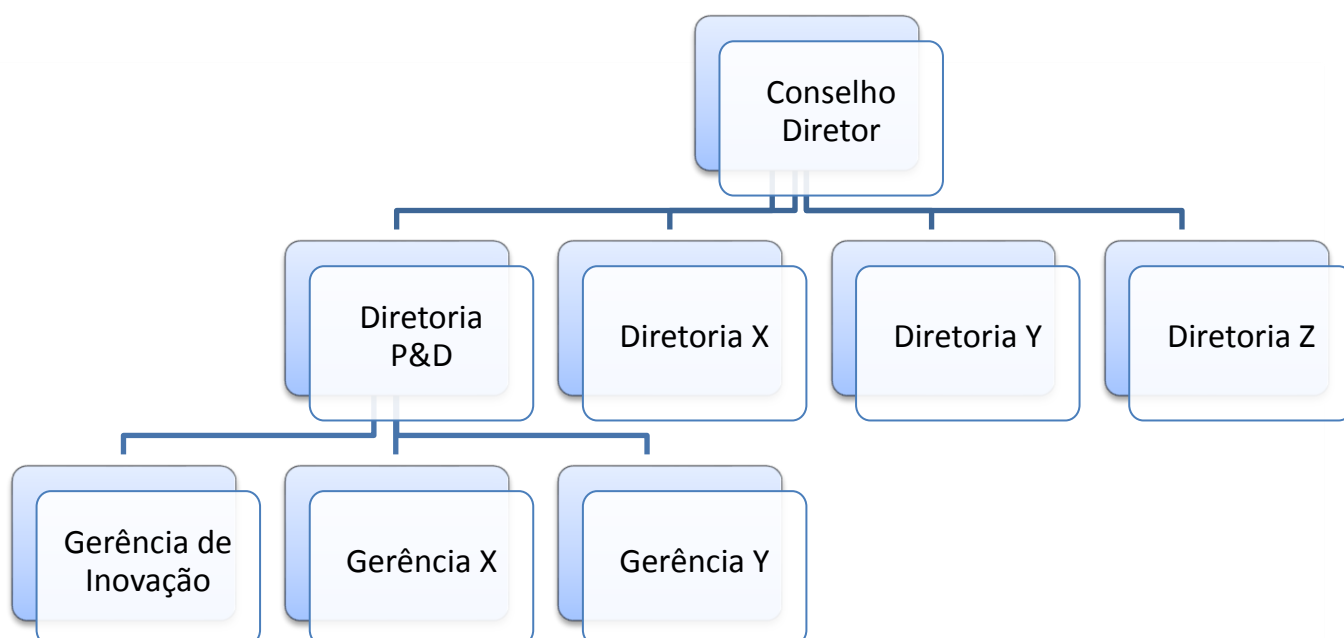 Conselho
Diretor
Diretoria
P&D
Diretoria X
Diretoria Y
Diretoria Z
Gerência de
Inovação
Gerência X
Gerência Y